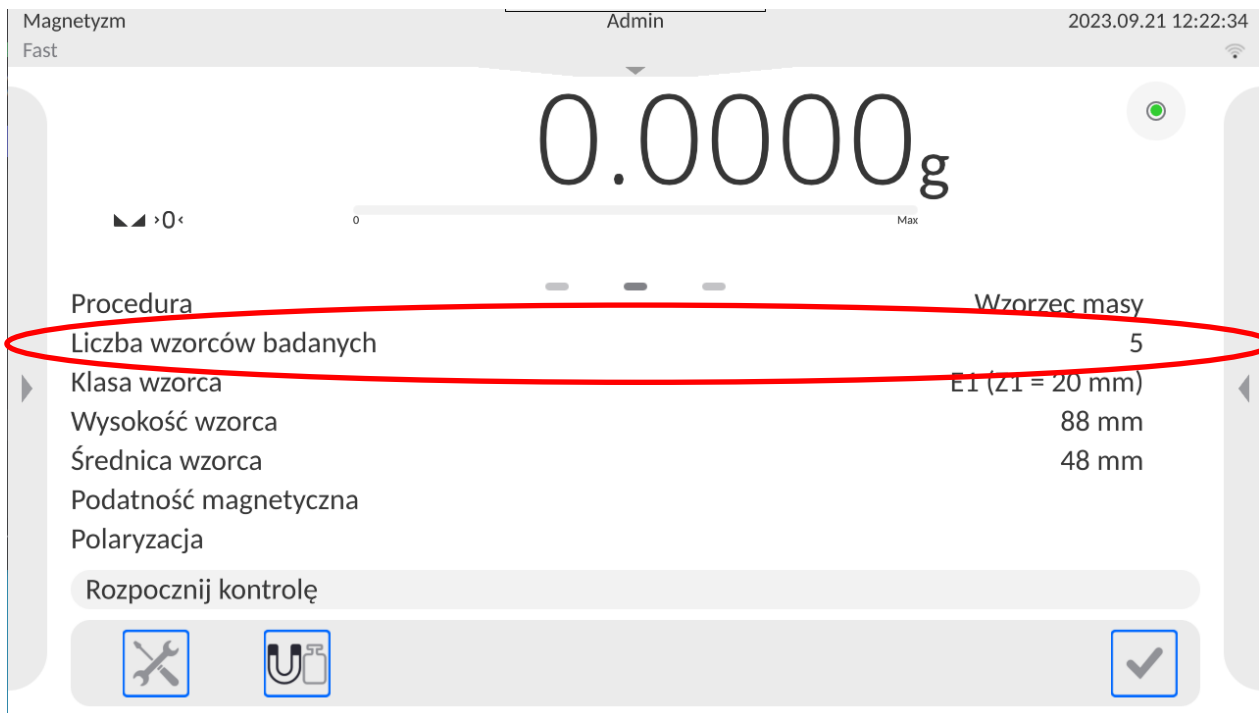 Magnetyzm Admin 2023.09.21 12:22:34
Fast
0.0000g
>0< 0 Max
Procedura Wzorzec masy
Liczba wzorców badanych 5
Klasa wzorca E1 (Z1 = 20 mm)
Wysokość wzorca 88 mm
Średnica wzorca 48 mm
Podatność magnetyczna
Polaryzacja
Rozpocznij kontrolę